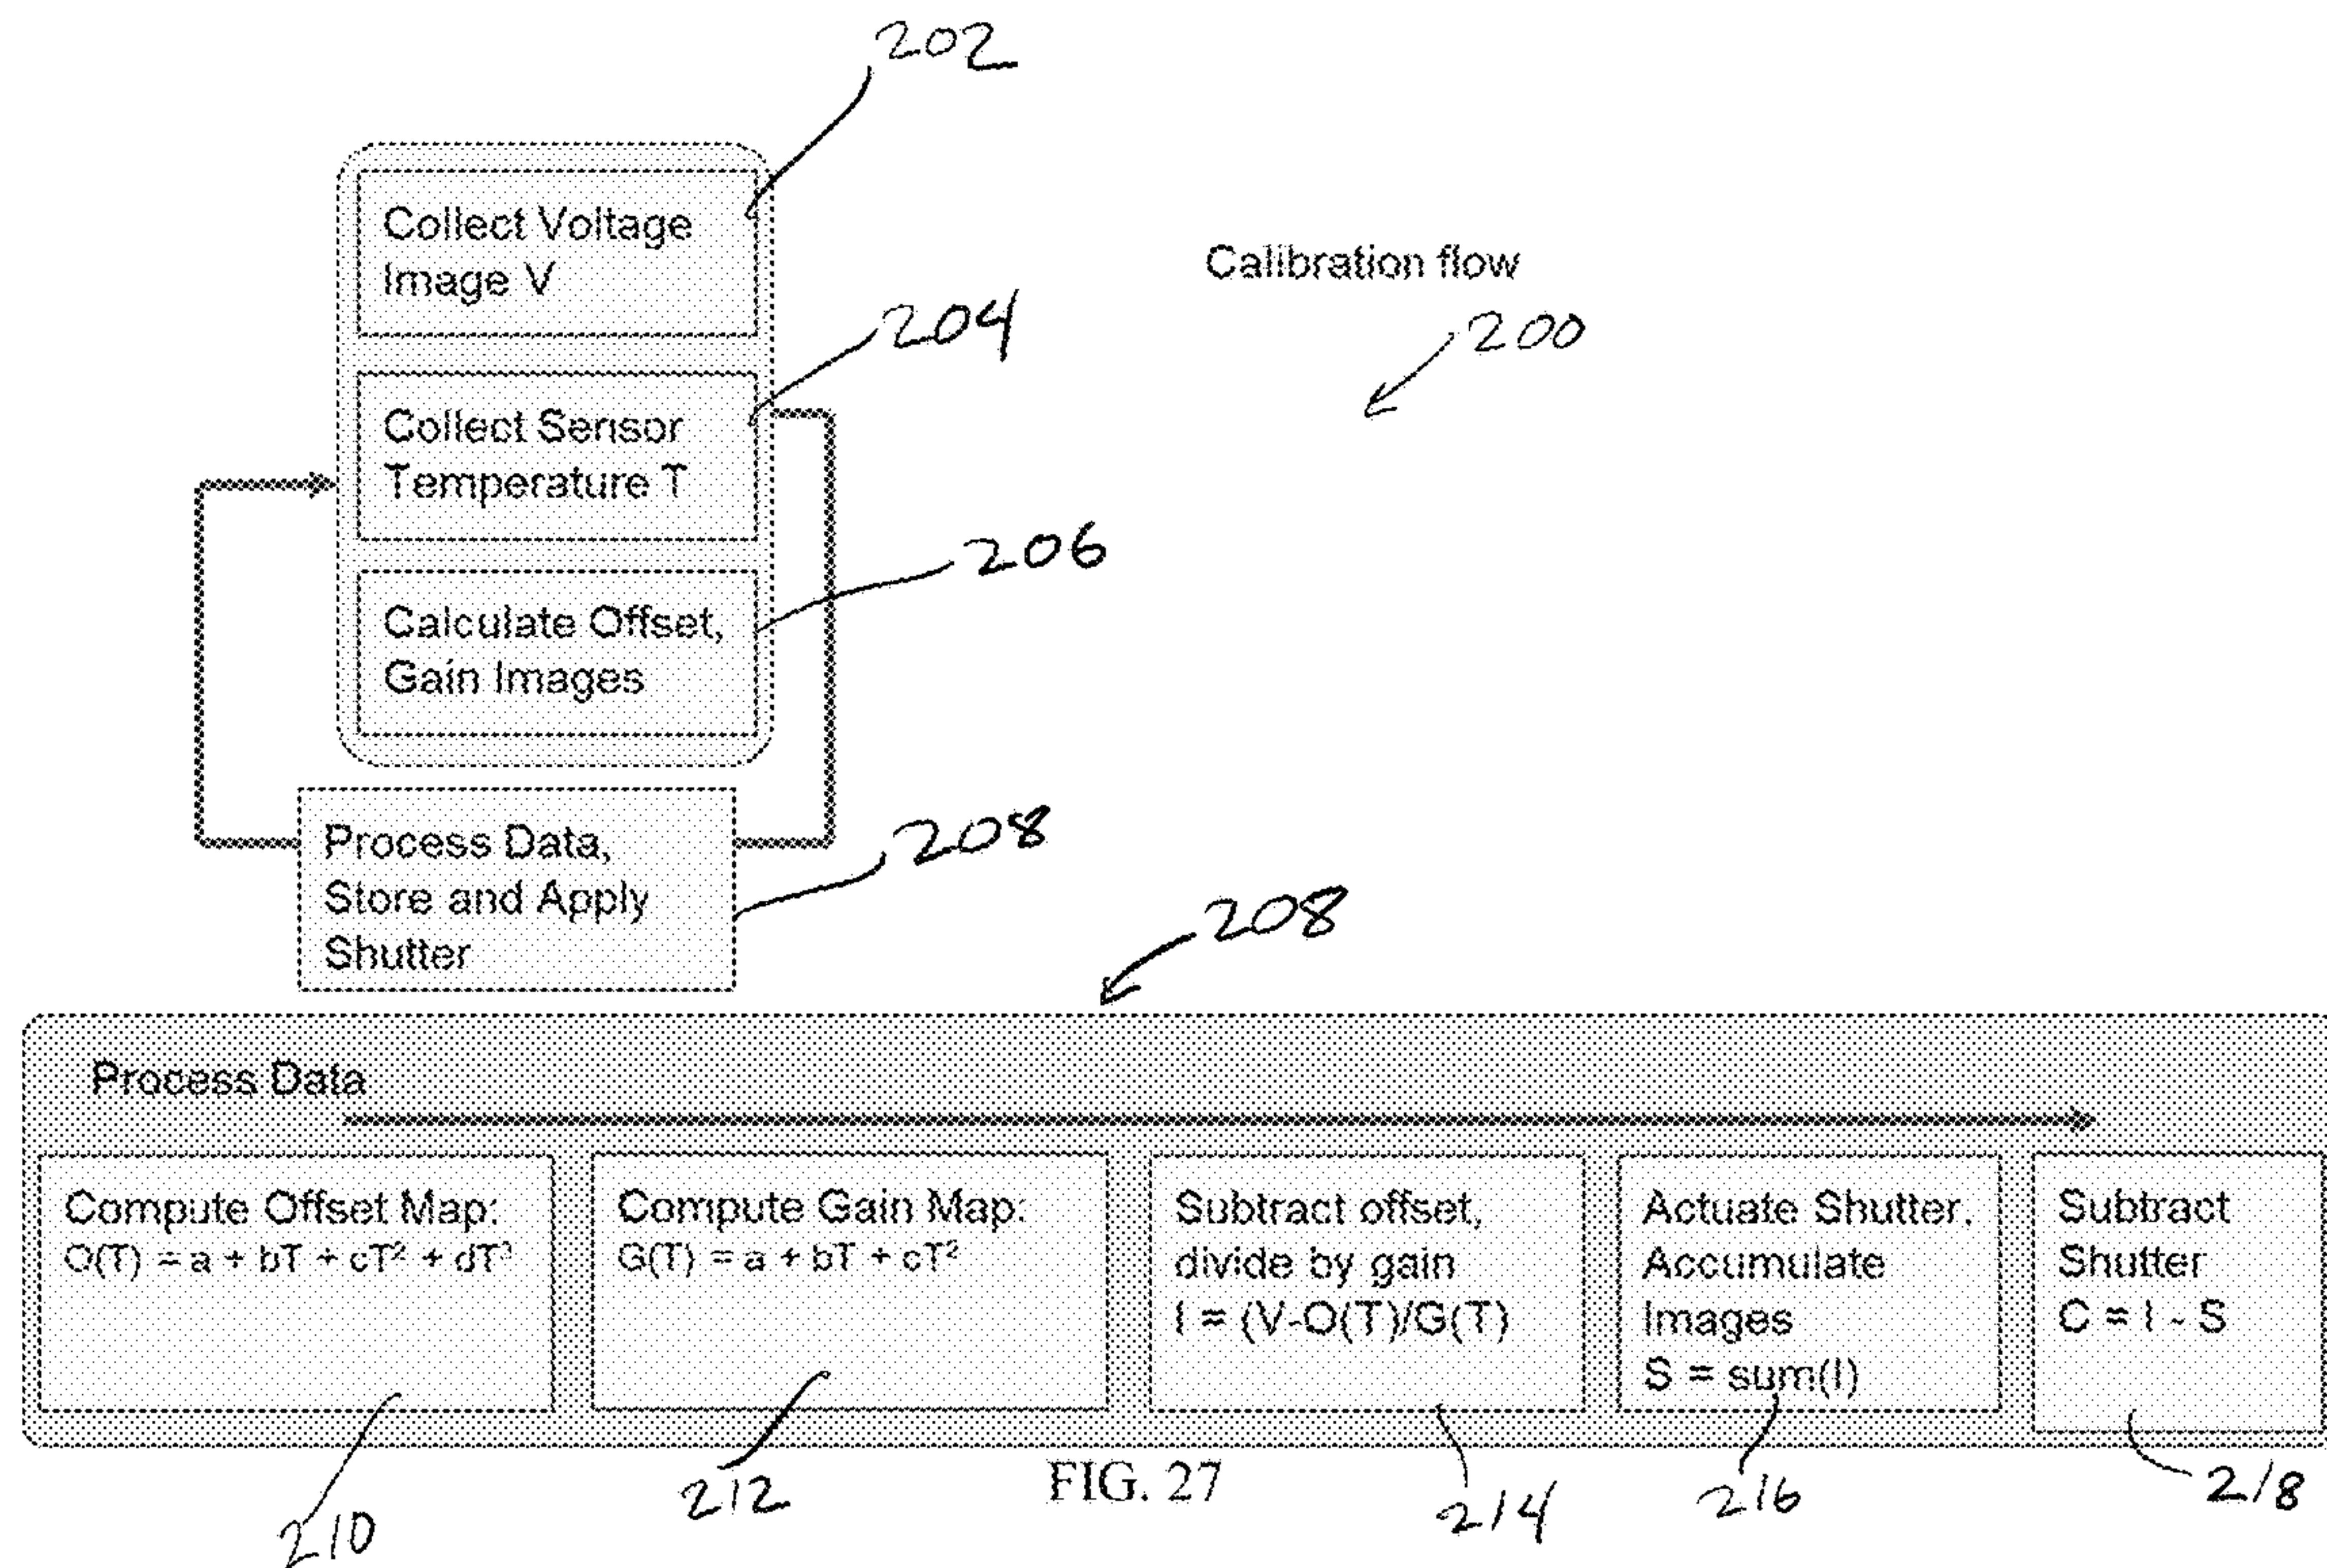 202
Collect Voltage
Image V
Calibration flow
200
204
Collect Sensor
Temperature T
206
Calculate Offset,
Gain Images
208
Process Data,
Store and Apply
Shutter
208
Process Data
Compute Offset Map:
O(T) = a + bT + cT² + dT³
Compute Gain Map:
G(T) = a + bT + cT²
Subtract offset,
divide by gain
I = (V-O(T)/G(T)
Actuate Shutter,
Accumulate
Images
S = sum(I)
Subtract
Shutter
C = I - S
210
212
FIG. 27
214
216
218